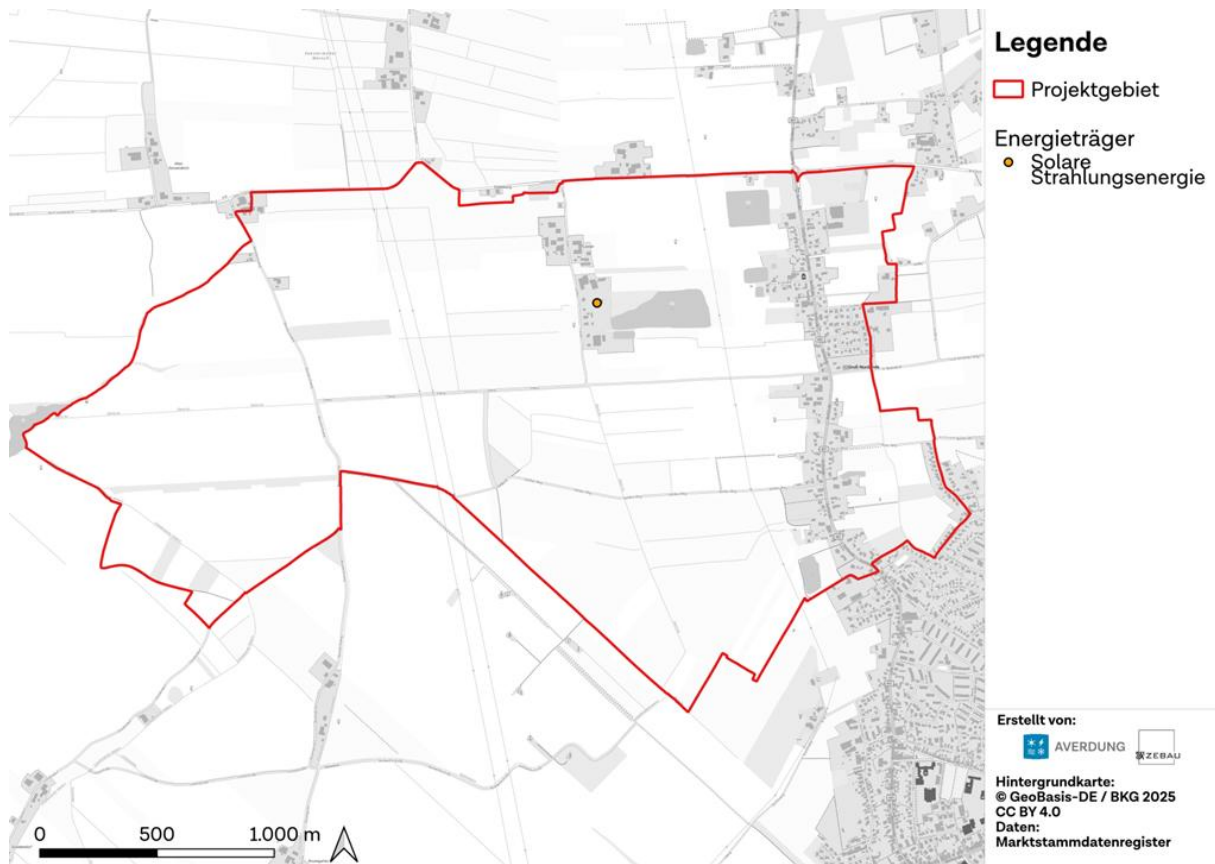 Legende
Projektgebiet
Energieträger
Solare
Strahlungsenergie
Erstellt von:
AVERDUNG
ZEBAU
Hintergrundkarte:
© GeoBasis-DE / BKG 2025
CC BY 4.0
Daten:
Marktstammdatenregister
0 500 1.000 m